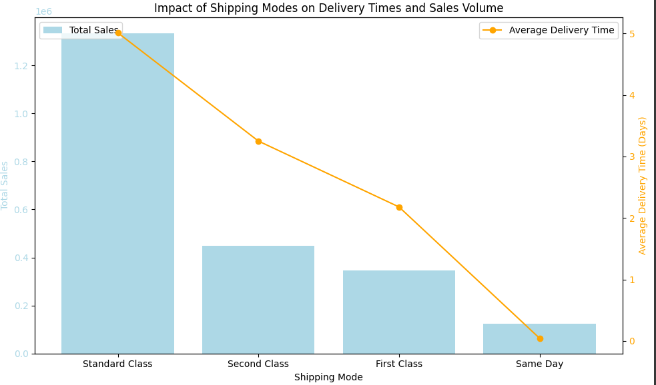 Impact of Shipping Modes on Delivery Times and Sales Volume
1e6
Total Sales
Average Delivery Time
1.2
1.0
0.8
0.6
0.4
0.2
0.0
Total Sales
5
4
3
2
1
0
Average Delivery Time (Days)
Standard Class
Second Class
First Class
Same Day
Shipping Mode